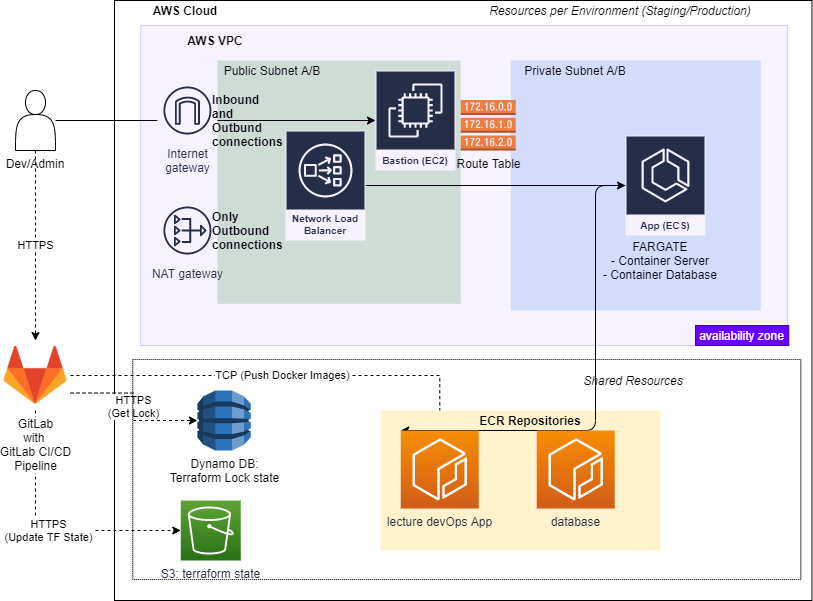 AWS Cloud
Resources per Environment (Staging/Production)
AWS VPC
Public Subnet A/B
Private Subnet A/B
Inbound
and
Outbund
connections
Internet
gateway
Bastion (EC2)
172.16.0.0
172.16.1.0
172.16.2.0
Route Table
Dev/Admin
Network Load
Balancer
Only
Outbound
connections
NAT gateway
App (ECS)
FARGATE
- Container Server
- Container Database
HTTPS
availability zone
TCP (Push Docker Images)
Shared Resources
HTTPS
(Get Lock)
ECR Repositories
GitLab
with
GitLab CI/CD
Pipeline
Dynamo DB:
Terraform Lock state
lecture devOps App
database
HTTPS
(Update TF State)
S3: terraform state